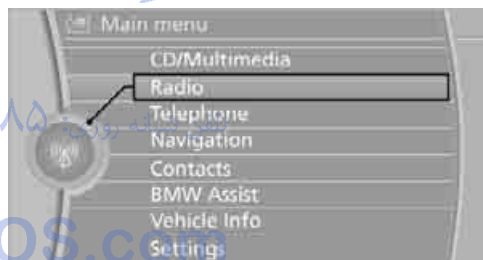 Main menu
CD/Multimedia
Radio
Telephone
Navigation
Contacts
BMW Assist
Vehicle Info
Settings
os.com